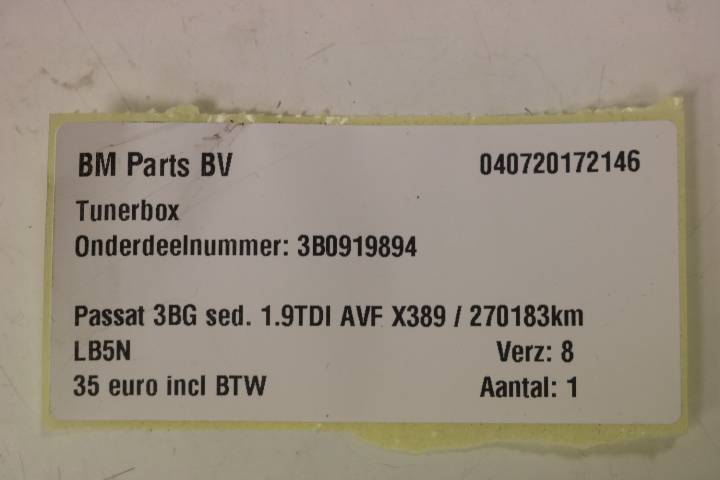 BM Parts BV 040720172146
Tunerbox
Onderdeelnummer: 3B0919894
Passat 3BG sed. 1.9TDI AVF X389 / 270183km
LB5N Verz: 8
35 euro incl BTW Aantal: 1